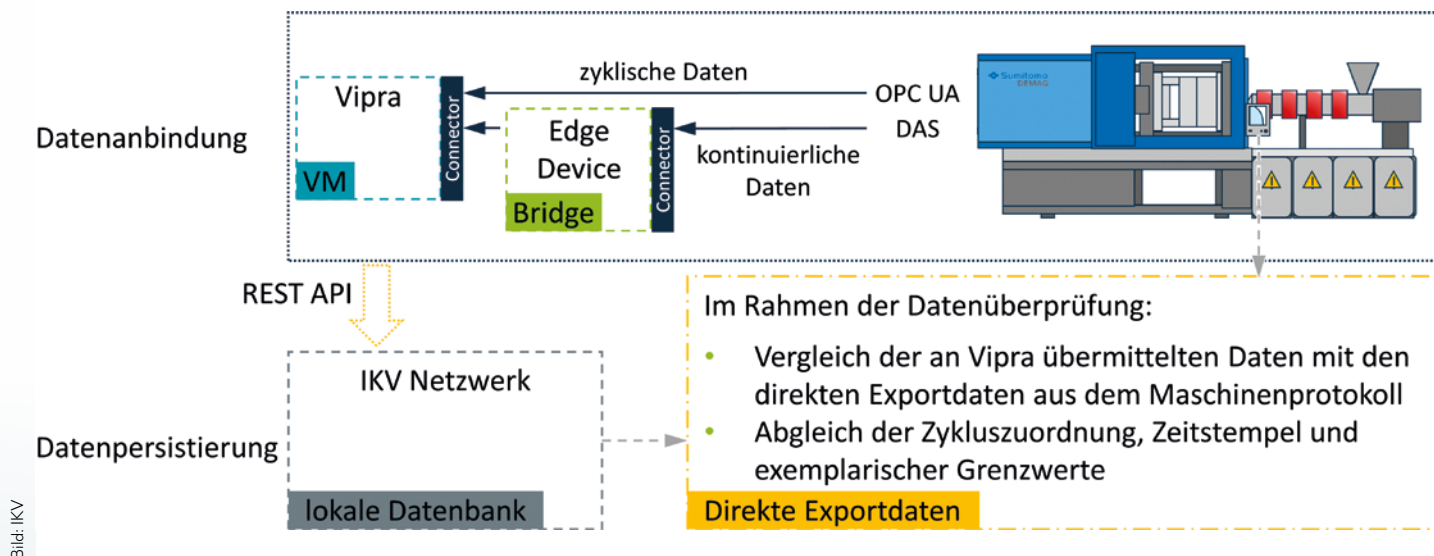 Datenanbindung
Vipra
VM
Connector
zyklische Daten
OPC UA
DAS
Edge
Device
Bridge
Connector
kontinuierliche
Daten
Sumitomo
DEMAG
REST API
Datenpersistierung
IKV Netzwerk
lokale Datenbank
Im Rahmen der Datenüberprüfung:
• Vergleich der an Vipra übermittelten Daten mit den
direkten Exportdaten aus dem Maschinenprotokoll
• Abgleich der Zykluszuordnung, Zeitstempel und
exemplarischer Grenzwerte
Direkte Exportdaten
Bild: IKV